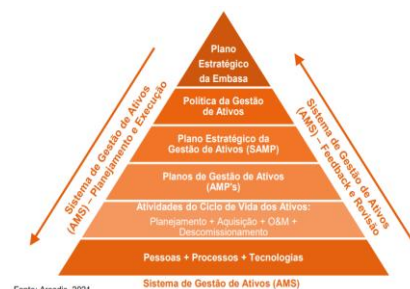 Plano
Estratégico
da Embasa
Política da Gestão
de Ativos
Plano Estratégico da
Gestão de Ativos (SAMP)
Planos de Gestão de Ativos
(AMP's)
Atividades do Ciclo de Vida dos Ativos:
Planejamento + Aquisição + O&M +
Descomissionamento
Pessoas + Processos + Tecnologias
Sistema de Gestão de Ativos (AMS)
Sistema de Gestão de Ativos
(AMS) – Planejamento e Execução
Sistema de Gestão de Ativos
(AMS) – Feedback e Revisão
Fonte: Arcadis, 2024